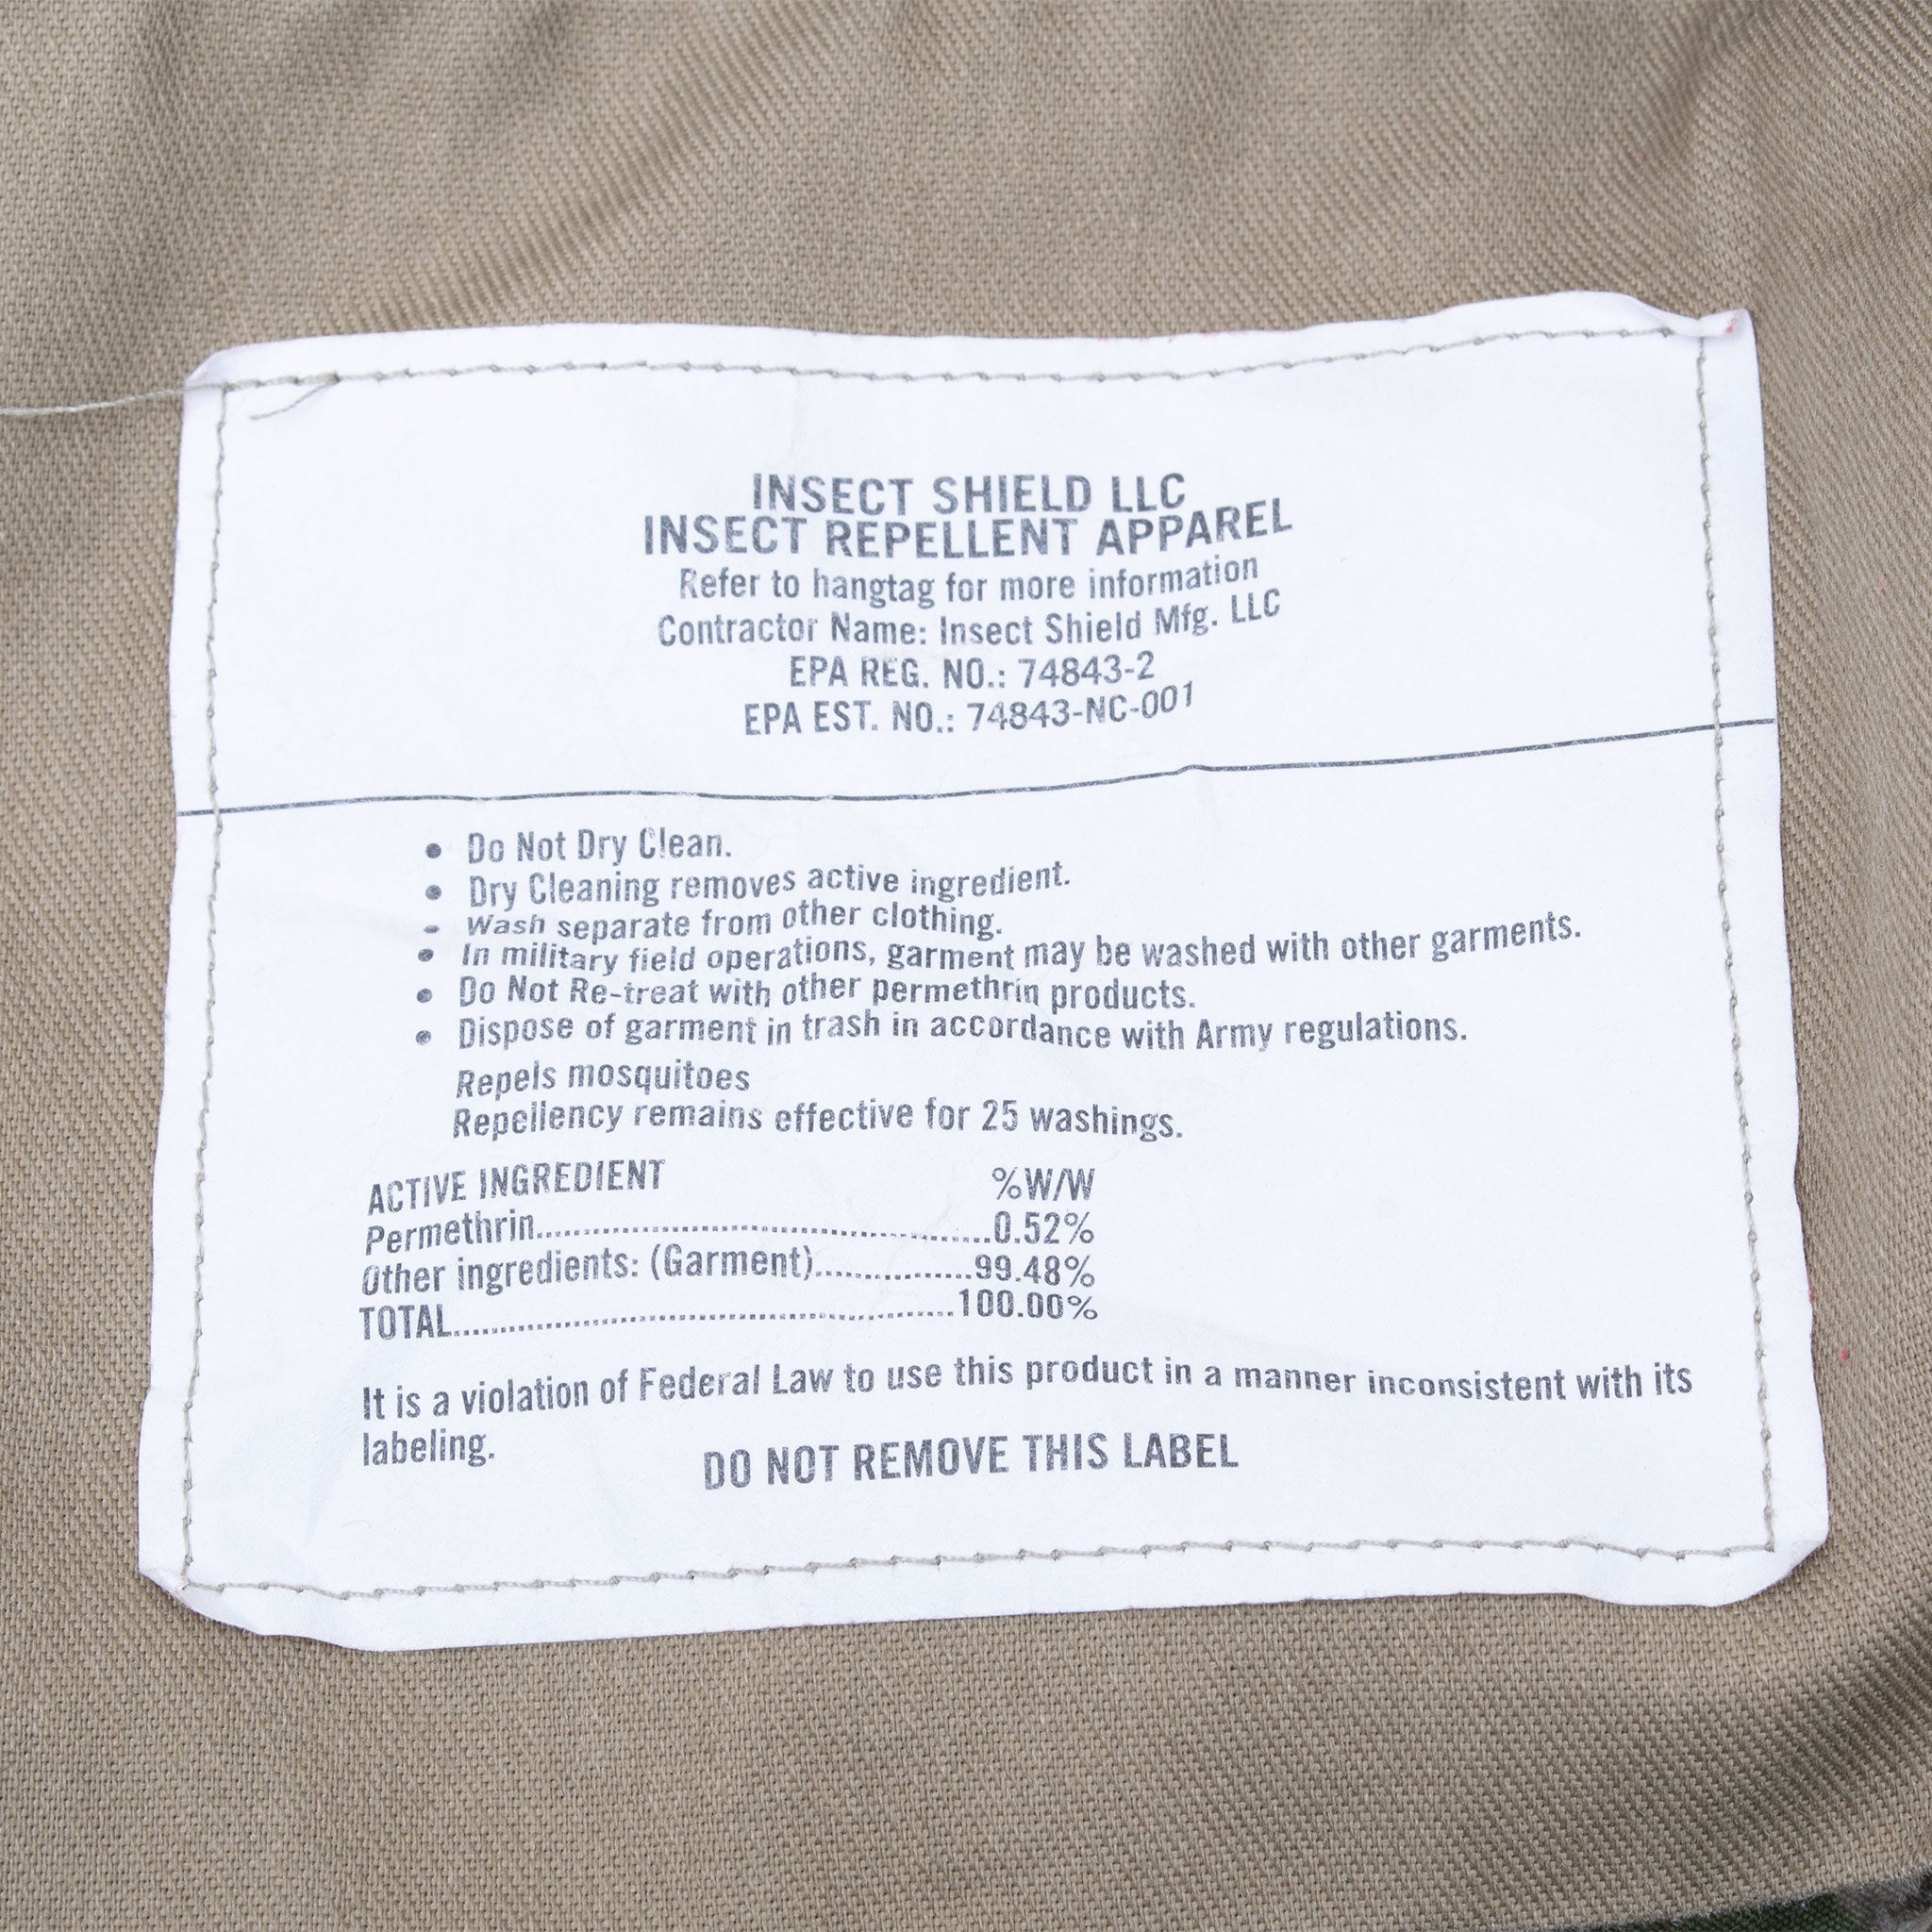 INSECT SHIELD LLC
INSECT REPELLENT APPAREL
Refer to hangtag for more information
Contractor Name: Insect Shield Mfg. LLC
EPA REG. NO.: 74843-2
EPA EST. NO.: 74843-NC-001
• Do Not Dry Clean.
• Dry Cleaning removes active ingredient.
• Wash separate from other clothing.
• In military field operations, garment may be washed with other garments.
• Do Not Re-treat with other permethrin products.
• Dispose of garment in trash in accordance with Army regulations.
Repels mosquitoes
Repellency remains effective for 25 washings.
ACTIVE INGREDIENT %W/W
Permethrin..........................................0.52%
Other ingredients: (Garment)................99.48%
TOTAL..............................................100.00%
It is a violation of Federal Law to use this product in a manner inconsistent with its
labeling.
DO NOT REMOVE THIS LABEL